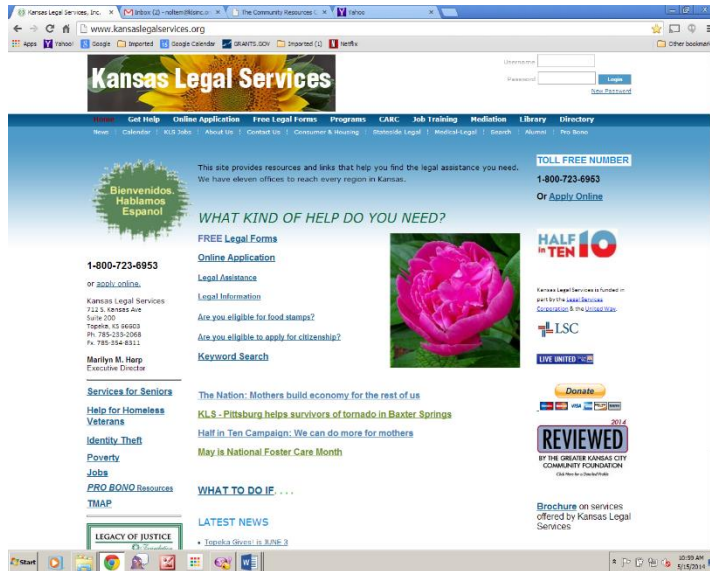 Kansas Legal Services, Inc. Inbox (2) The Community Resources Yahoo
www.kansaslegalservices.org
Apps Yahoo! Google Imported Google Calendar GRANTS.GOV Imported (1) Netflix Other bookmar
Kansas Legal Services
Username
Password Login
New Password
Home Get Help Online Application Free Legal Forms Programs CARC Job Training Mediation Library Directory
News Calendar KLS Jobs About Us Contact Us Consumer & Housing Stateside Legal Medical-Legal Search Alumni Pro Bono
Bienvenidos.
Hablamos
Espanol
1-800-723-6953
or apply online.
Kansas Legal Services
712 S. Kansas Ave
Suite 200
Topeka, KS 66603
Ph. 785-233-2068
Fx. 785-354-8311
Marilyn M. Harp
Executive Director
Services for Seniors
Help for Homeless
Veterans
Identity Theft
Poverty
Jobs
PRO BONO Resources
TMAP
LEGACY OF JUSTICE
This site provides resources and links that help you find the legal assistance you need.
We have eleven offices to reach every region in Kansas.
WHAT KIND OF HELP DO YOU NEED?
FREE Legal Forms
Online Application
Legal Assistance
Legal Information
Are you eligible for food stamps?
Are you eligible to apply for citizenship?
Keyword Search
The Nation: Mothers build economy for the rest of us
KLS - Pittsburg helps survivors of tornado in Baxter Springs
Half in Ten Campaign: We can do more for mothers
May is National Foster Care Month
WHAT TO DO IF. . . .
LATEST NEWS
• Topeka Gives! is JUNE 3
TOLL FREE NUMBER
1-800-723-6953
Or Apply Online
HALF
in TEN 10
Kansas Legal Services is funded in
part by the Legal Services
Corporation & the United Way.
LSC
LIVE UNITED
Donate
VISA
2014
REVIEWED
BY THE GREATER KANSAS CITY
COMMUNITY FOUNDATION
Click Here for a Detailed Profile
Brochure on services
offered by Kansas Legal
Services
Start
10:59 AM
5/15/2014